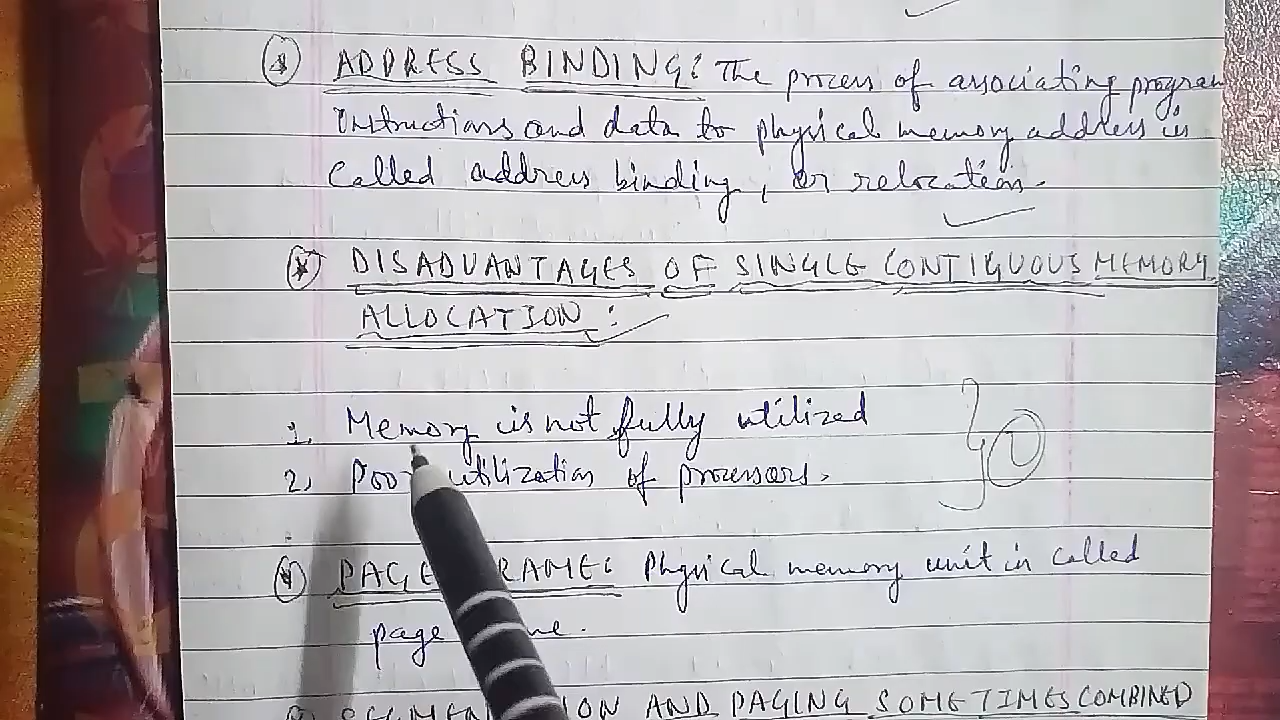 ADDRESS BINDING: The process of associating program
instructions and data to physical memory address is
called address binding, or relocation.
DISADVANTAGES OF SINGLE CONTIGUOUS MEMORY
ALLOCATION:
1. Memory is not fully utilized
2, Poor utilization of processors.
PAGE FRAME: Physical memory unit is called
page
AND PAGING SOMETIMES COMBINED